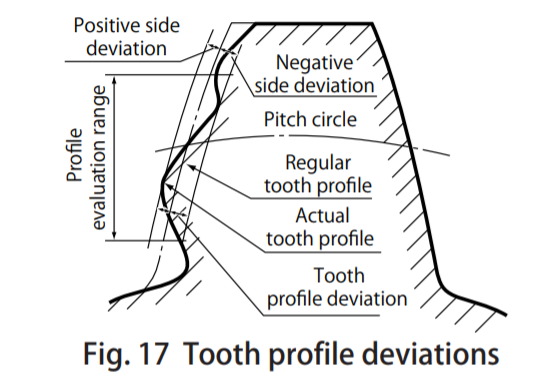 Positive side
deviation
Negative
side deviation
Pitch circle
Profile
evaluation range
Regular
tooth profile
Actual
tooth profile
Tooth
profile deviation
Fig. 17 Tooth profile deviations